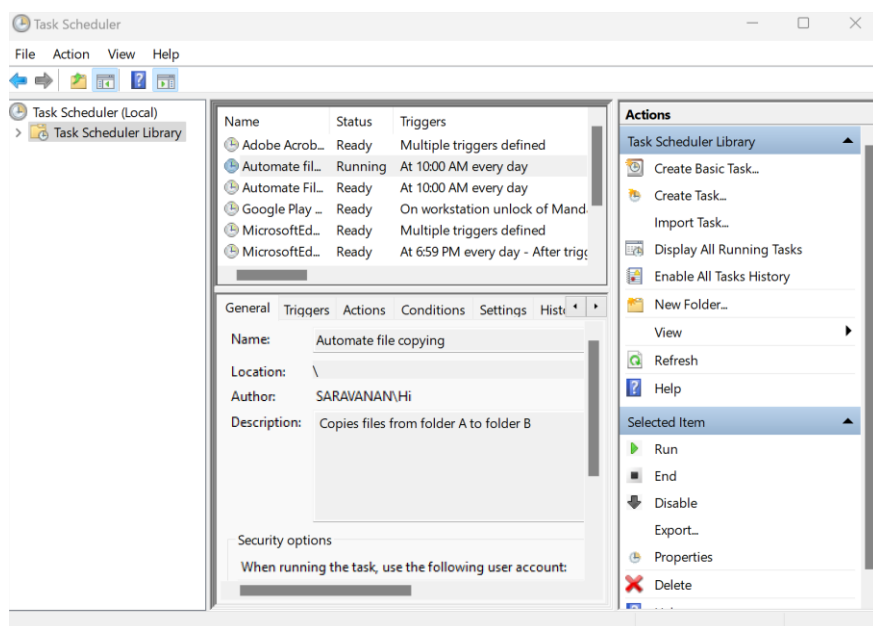 Task Scheduler
File Action View Help
Task Scheduler (Local)
Task Scheduler Library
Name Status Triggers
Adobe Acrob... Ready Multiple triggers defined
Automate fil... Running At 10:00 AM every day
Automate Fil... Ready At 10:00 AM every day
Google Play ... Ready On workstation unlock of Mand
MicrosoftEd... Ready Multiple triggers defined
MicrosoftEd... Ready At 6:59 PM every day - After trigg
General Triggers Actions Conditions Settings Histo
Name: Automate file copying
Location: \
Author: SARAVANAN\Hi
Description: Copies files from folder A to folder B
Security options
When running the task, use the following user account:
Actions
Task Scheduler Library
Create Basic Task...
Create Task...
Import Task...
Display All Running Tasks
Enable All Tasks History
New Folder...
View
Refresh
Help
Selected Item
Run
End
Disable
Export...
Properties
Delete